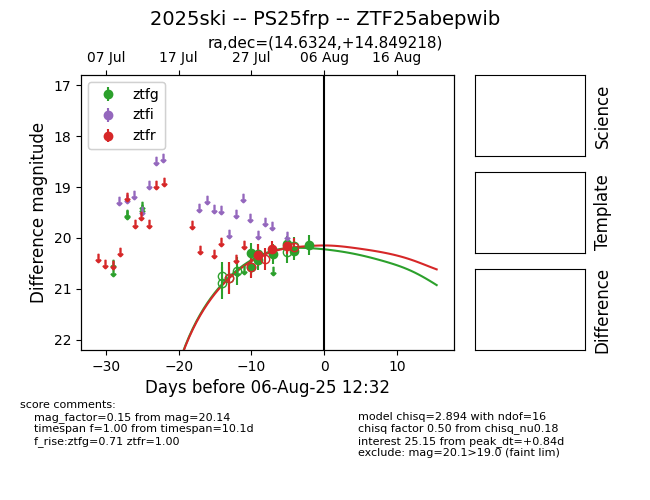 2025ski -- PS25frp -- ZTF25abepwib
ra,dec=(14.6324,+14.849218)
07 Jul 17 Jul 27 Jul 06 Aug 16 Aug
ztfg
ztfi
ztfr
17
18
19
20
21
22
Difference magnitude
−30 −20 −10 0 10
Days before 06-Aug-25 12:32
Science
Template
Difference
score comments:
mag_factor=0.15 from mag=20.14
timespan f=1.00 from timespan=10.1d
f_rise:ztfg=0.71 ztfr=1.00
model chisq=2.894 with ndof=16
chisq factor 0.50 from chisq_nu0.18
interest 25.15 from peak_dt=+0.84d
exclude: mag=20.1>19.0 (faint lim)